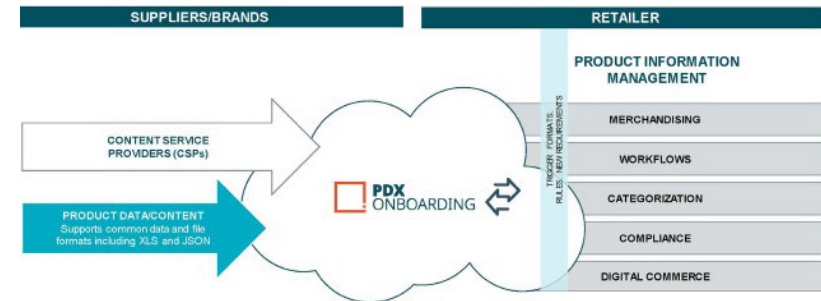 SUPPLIERS/BRANDS
RETAILER
PRODUCT INFORMATION
MANAGEMENT
CONTENT SERVICE
PROVIDERS (CSPs)
PRODUCT DATA/CONTENT
Supports common data and file
formats including XLS and JSON
PDX
ONBOARDING
TRIGGER FORMATS,
RULES, NEW REQUIREMENTS
MERCHANDISING
WORKFLOWS
CATEGORIZATION
COMPLIANCE
DIGITAL COMMERCE